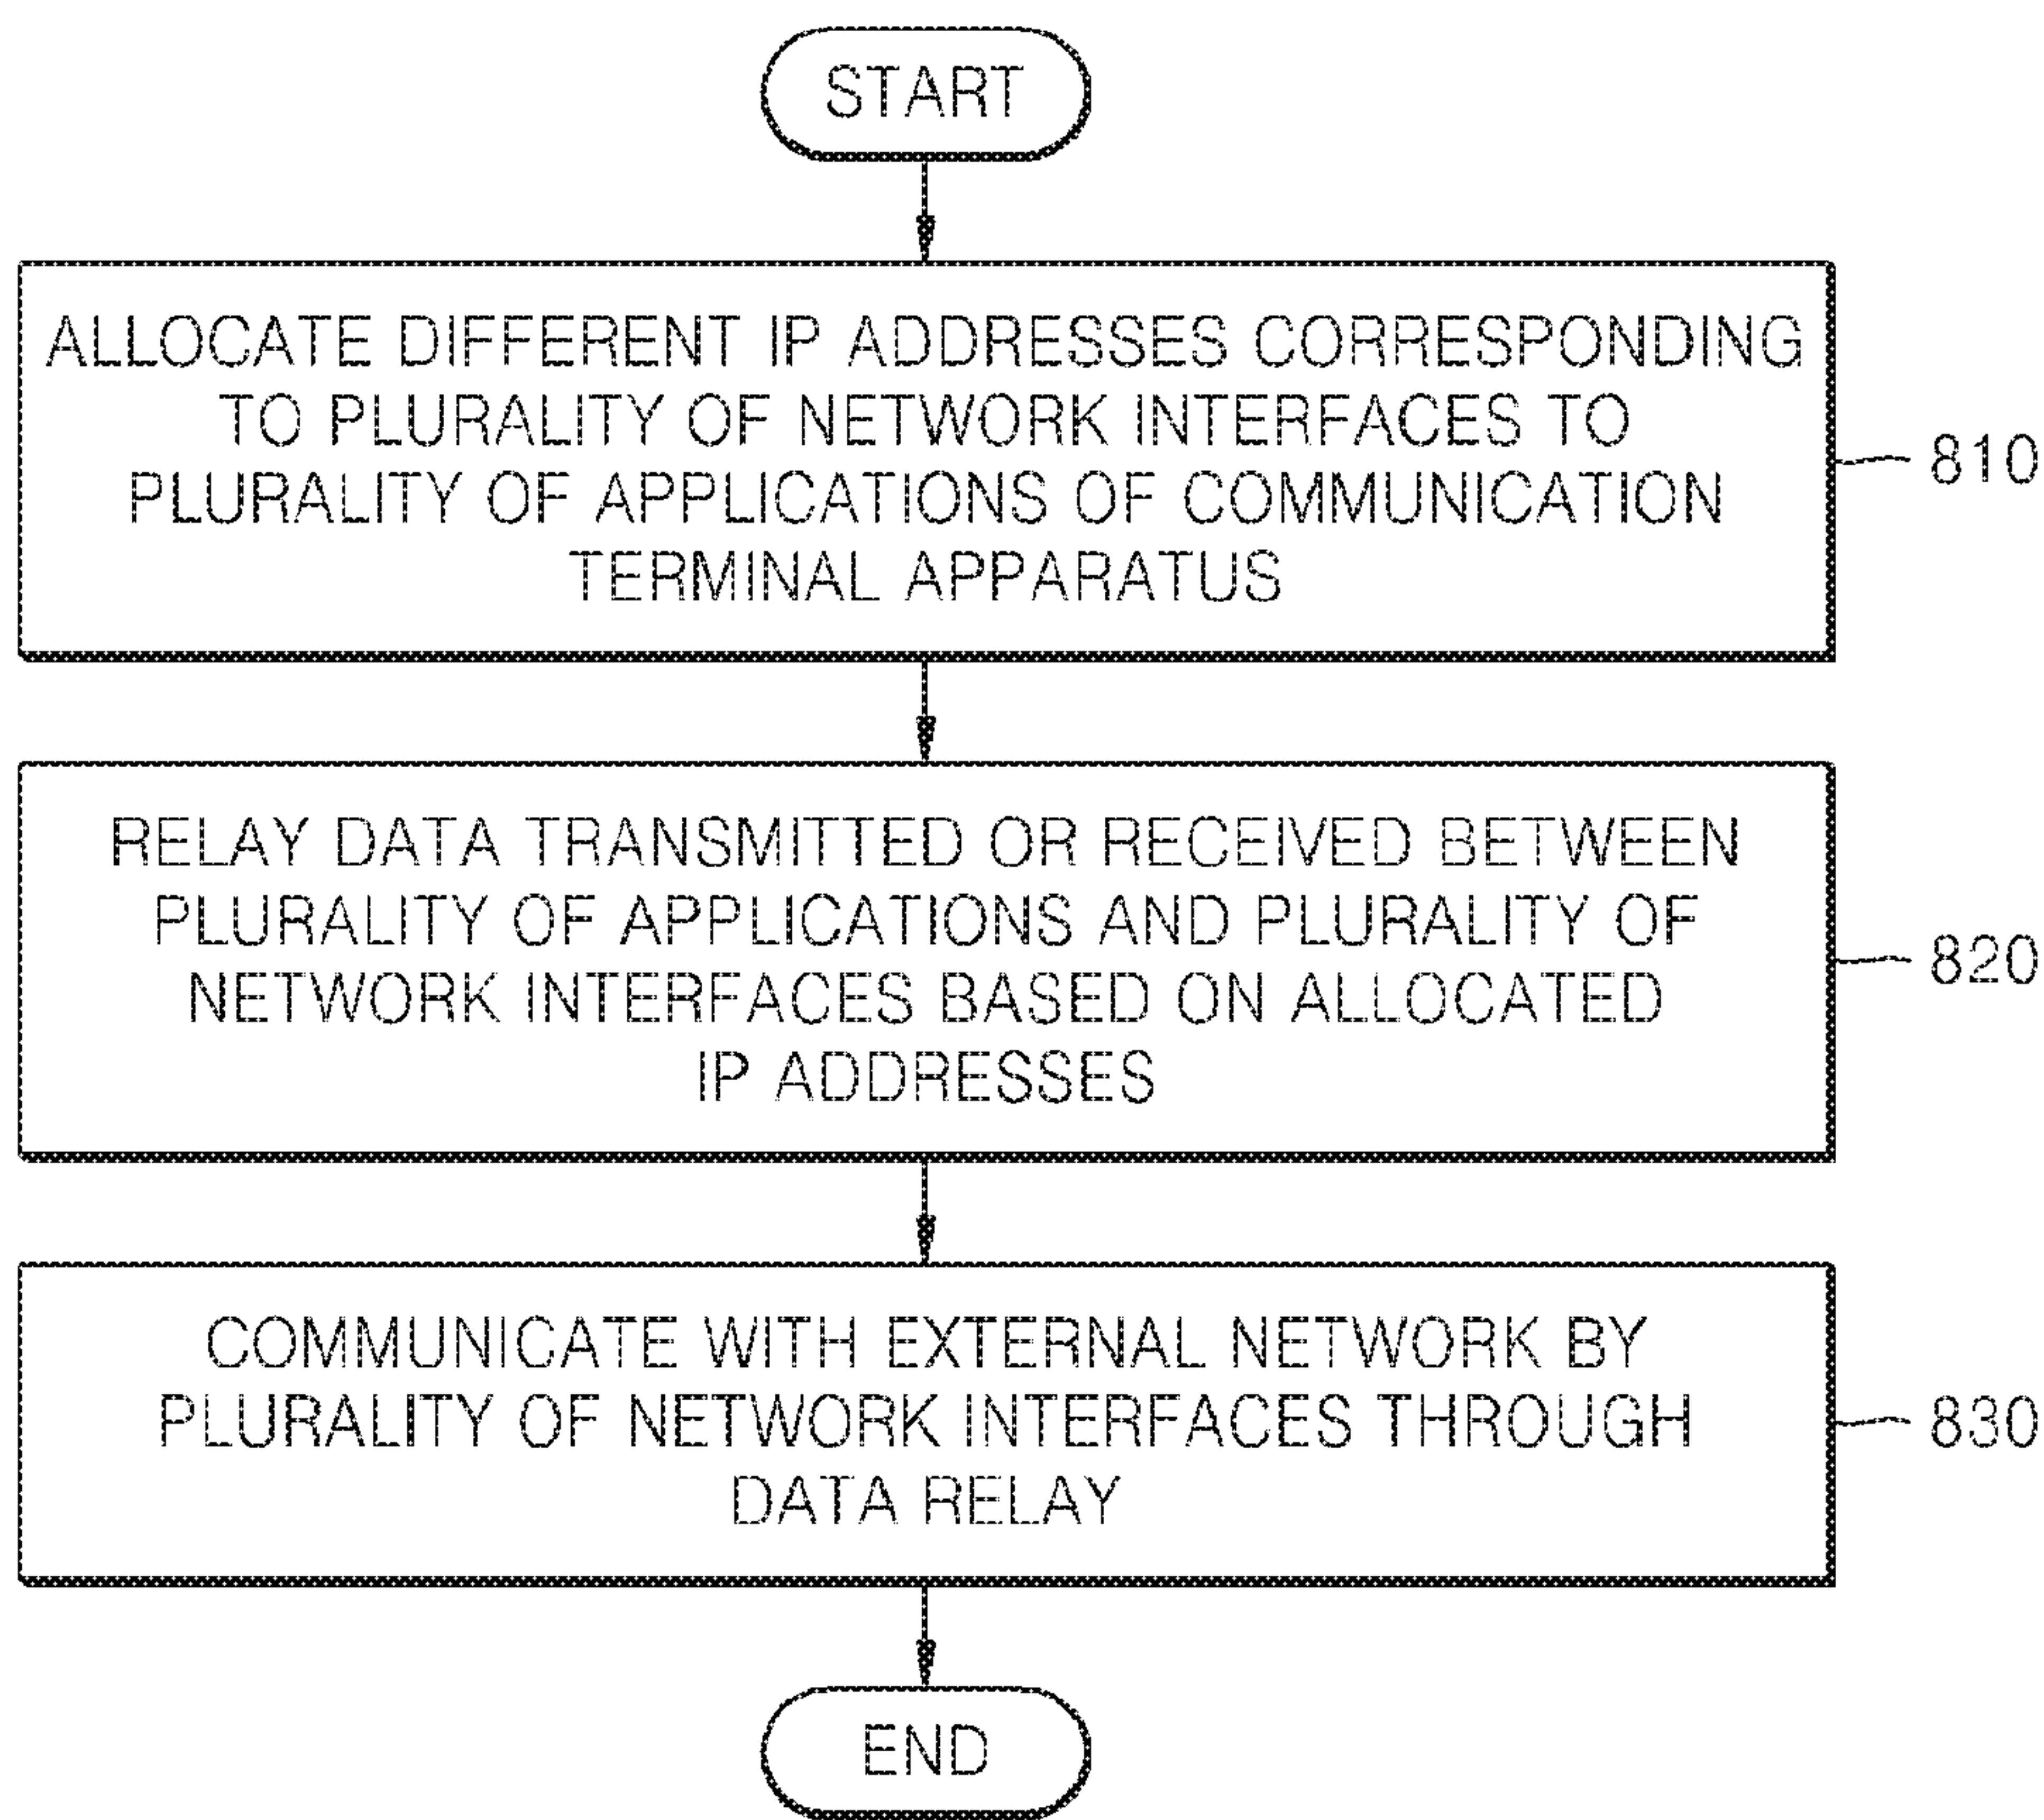 START
ALLOCATE DIFFERENT IP ADDRESSES CORRESPONDING
TO PLURALITY OF NETWORK INTERFACES TO
PLURALITY OF APPLICATIONS OF COMMUNICATION
TERMINAL APPARATUS
810
RELAY DATA TRANSMITTED OR RECEIVED BETWEEN
PLURALITY OF APPLICATIONS AND PLURALITY OF
NETWORK INTERFACES BASED ON ALLOCATED
IP ADDRESSES
820
COMMUNICATE WITH EXTERNAL NETWORK BY
PLURALITY OF NETWORK INTERFACES THROUGH
DATA RELAY
830
END